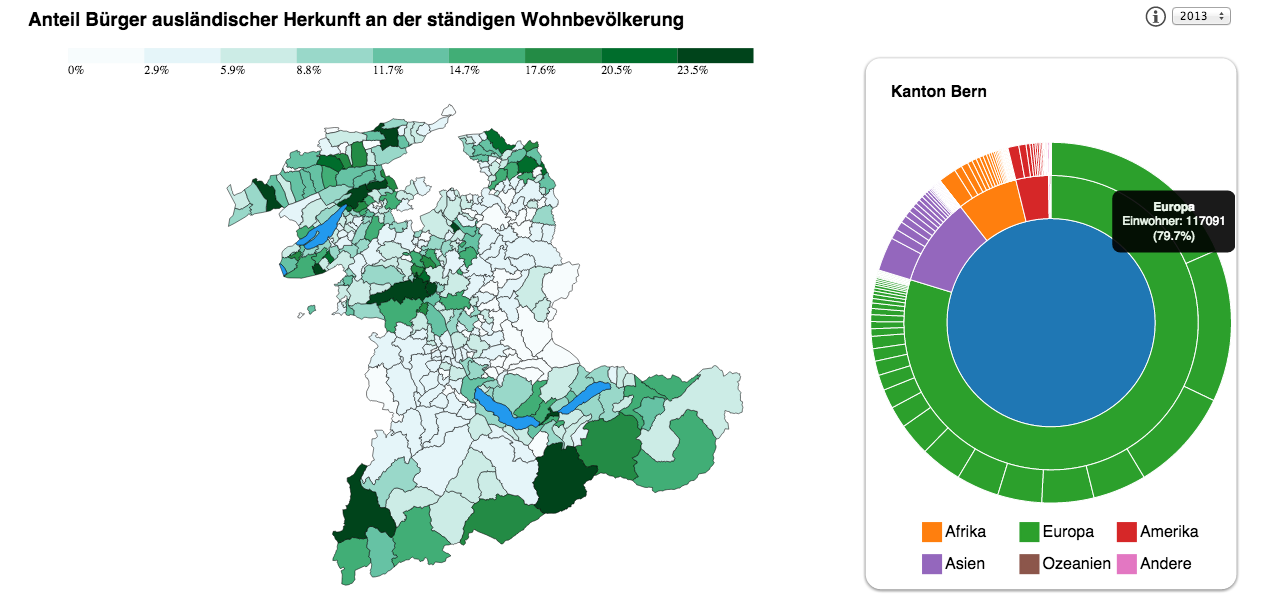 Anteil Bürger ausländischer Herkunft an der ständigen Wohnbevölkerung
2013
0% 2.9% 5.9% 8.8% 11.7% 14.7% 17.6% 20.5% 23.5%
Kanton Bern
Europa
Einwohner: 117091
(79.7%)
Afrika Europa Amerika
Asien Ozeanien Andere